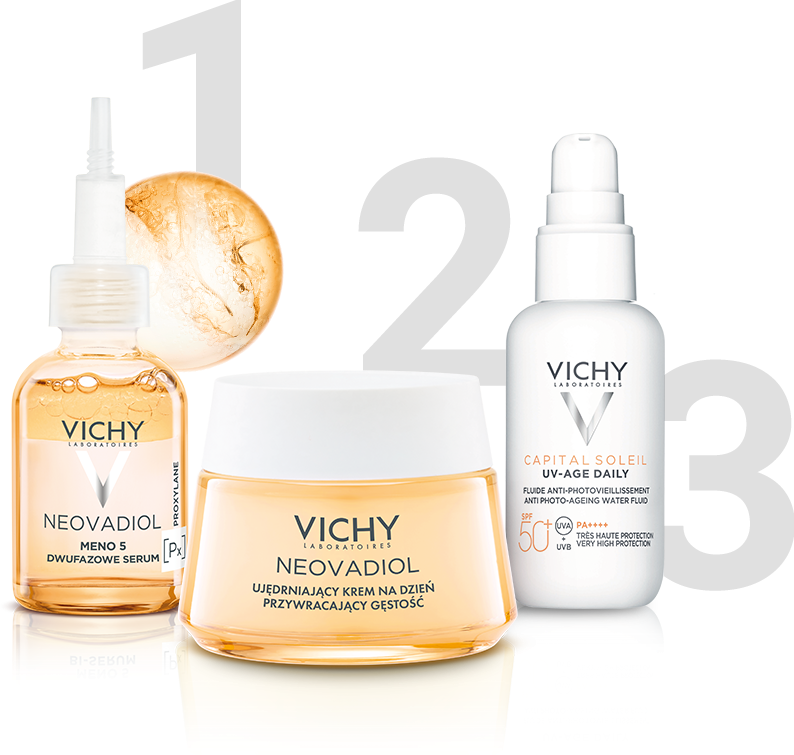 1
2
3
VICHY
LABORATOIRES
NEOVADIOL
MENO 5
DWUFAZOWE SERUM
PROXYLANE
[Px]
BI-SERUM
VICHY
LABORATOIRES
NEOVADIOL
UJĘDRNIAJĄCY KREM NA DZIEŃ
PRZYWRACAJĄCY GĘSTOŚĆ
VICHY
LABORATOIRES
CAPITAL SOLEIL
UV-AGE DAILY
FLUIDE ANTI-PHOTOVIEILLISSEMENT
ANTI PHOTO-AGEING WATER FLUID
SPF
50+
UVA
+
UVB
PA++++
TRÈS HAUTE PROTECTION
VERY HIGH PROTECTION